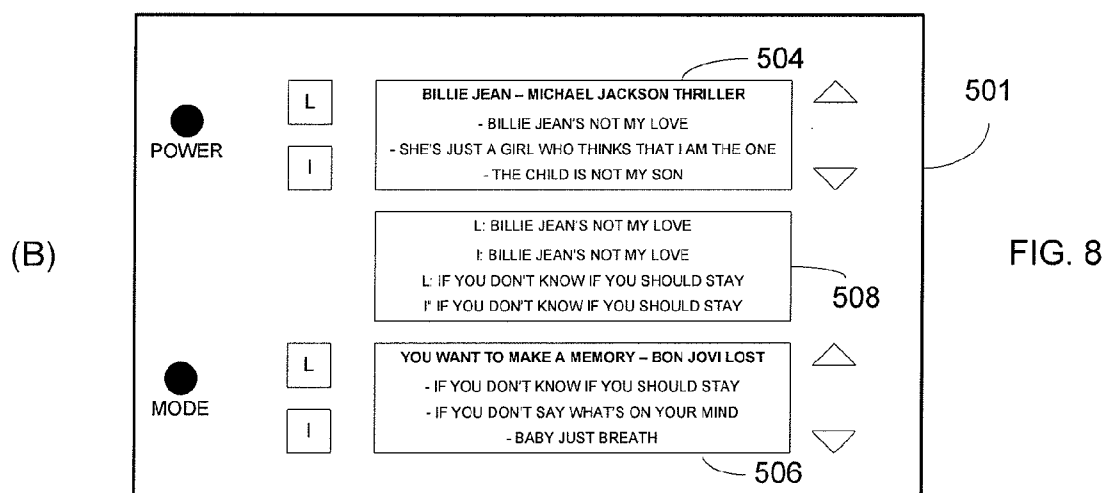 504
501
POWER
L
I
BILLIE JEAN – MICHAEL JACKSON THRILLER
- BILLIE JEAN'S NOT MY LOVE
- SHE'S JUST A GIRL WHO THINKS THAT I AM THE ONE
- THE CHILD IS NOT MY SON
(B)
L: BILLIE JEAN'S NOT MY LOVE
I: BILLIE JEAN'S NOT MY LOVE
L: IF YOU DON'T KNOW IF YOU SHOULD STAY
I" IF YOU DON'T KNOW IF YOU SHOULD STAY
508
FIG. 8
MODE
L
I
YOU WANT TO MAKE A MEMORY – BON JOVI LOST
- IF YOU DON'T KNOW IF YOU SHOULD STAY
- IF YOU DON'T SAY WHAT'S ON YOUR MIND
- BABY JUST BREATH
506